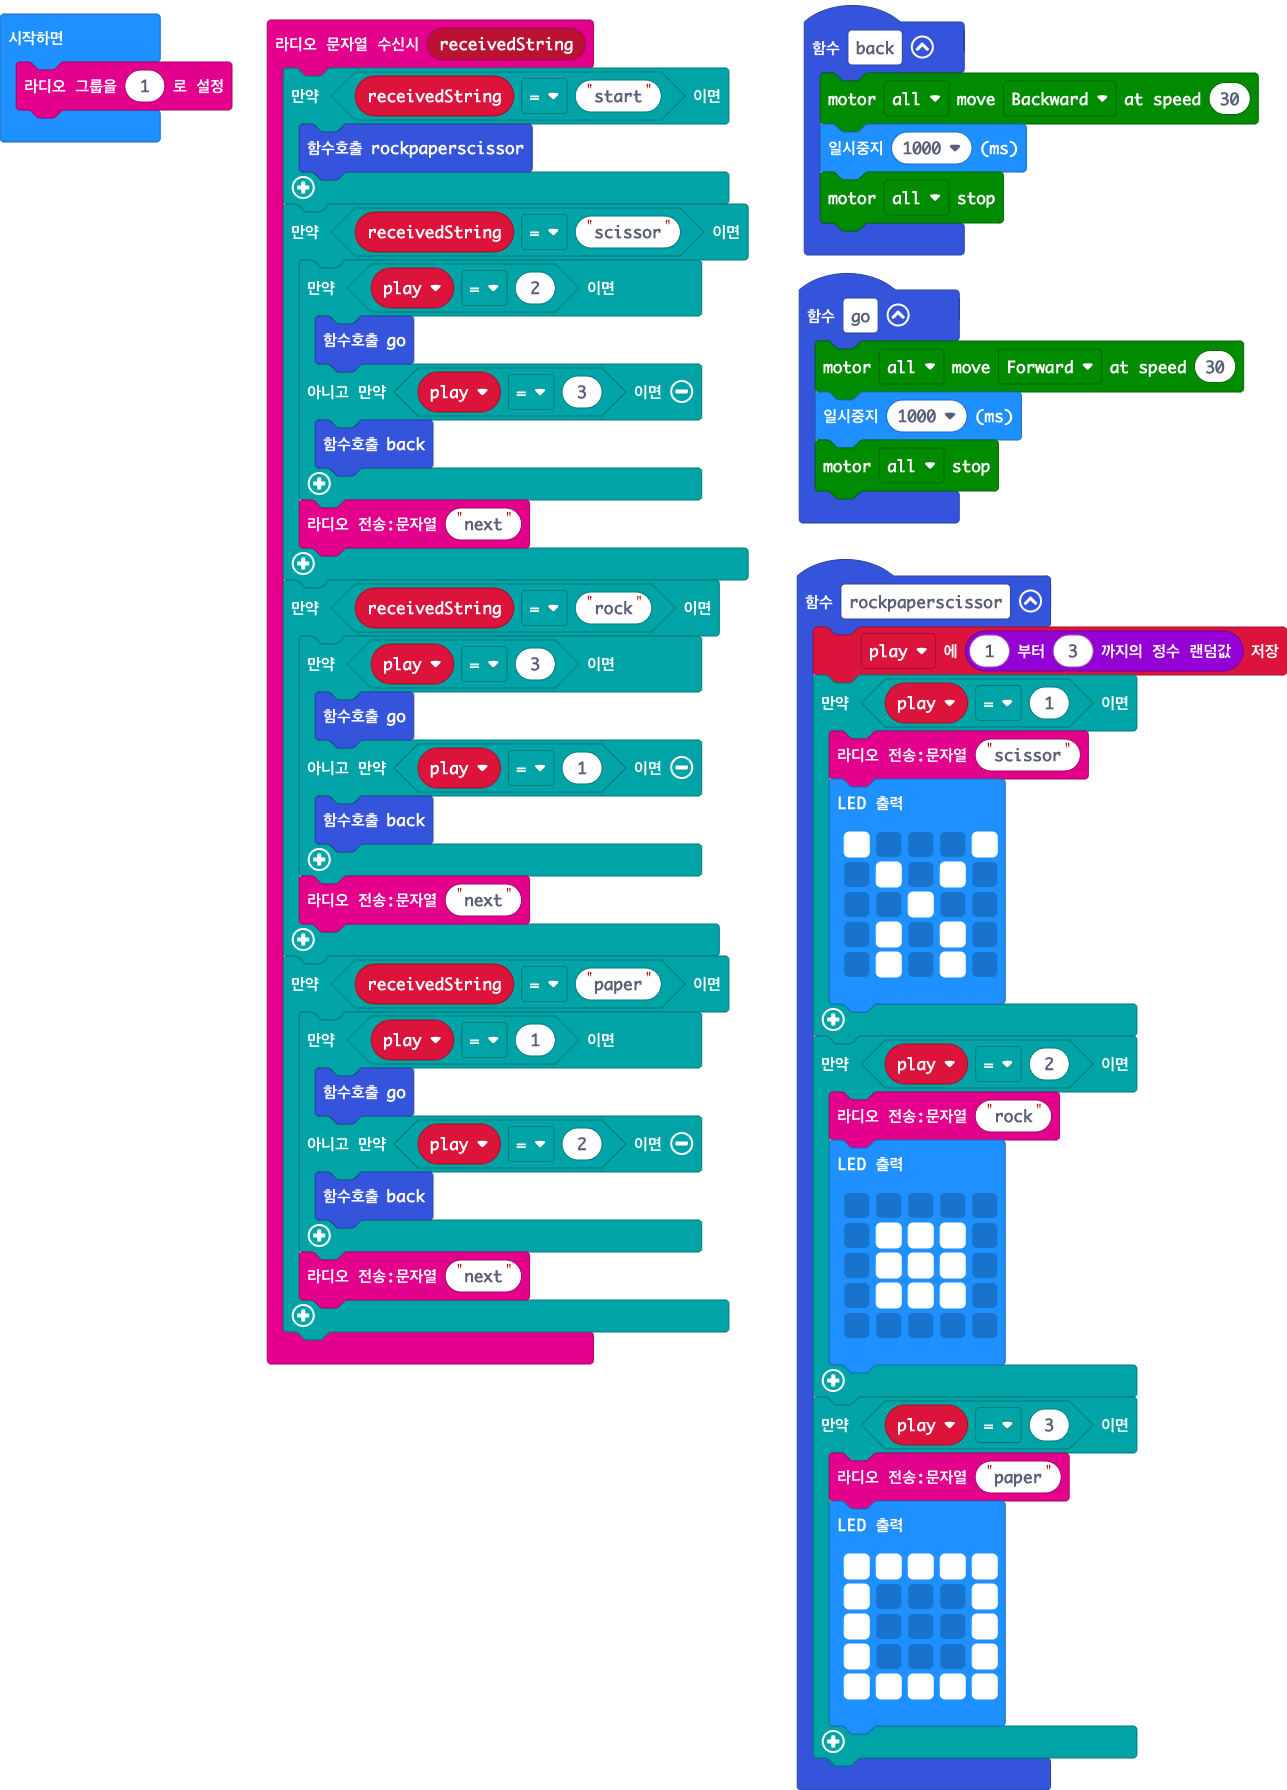 시작하면
라디오 그룹을 1 로 설정
라디오 문자열 수신시 receivedString
만약 receivedString = "start" 이면
함수호출 rockpaperscissor
만약 receivedString = "scissor" 이면
만약 play = 2 이면
함수호출 go
아니고 만약 play = 3 이면
함수호출 back
라디오 전송:문자열 "next"
만약 receivedString = "rock" 이면
만약 play = 3 이면
함수호출 go
아니고 만약 play = 1 이면
함수호출 back
라디오 전송:문자열 "next"
만약 receivedString = "paper" 이면
만약 play = 1 이면
함수호출 go
아니고 만약 play = 2 이면
함수호출 back
라디오 전송:문자열 "next"
함수 back
motor all move Backward at speed 30
일시중지 1000 (ms)
motor all stop
함수 go
motor all move Forward at speed 30
일시중지 1000 (ms)
motor all stop
함수 rockpaperscissor
play 에 1 부터 3 까지의 정수 랜덤값 저장
만약 play = 1 이면
라디오 전송:문자열 "scissor"
LED 출력
만약 play = 2 이면
라디오 전송:문자열 "rock"
LED 출력
만약 play = 3 이면
라디오 전송:문자열 "paper"
LED 출력